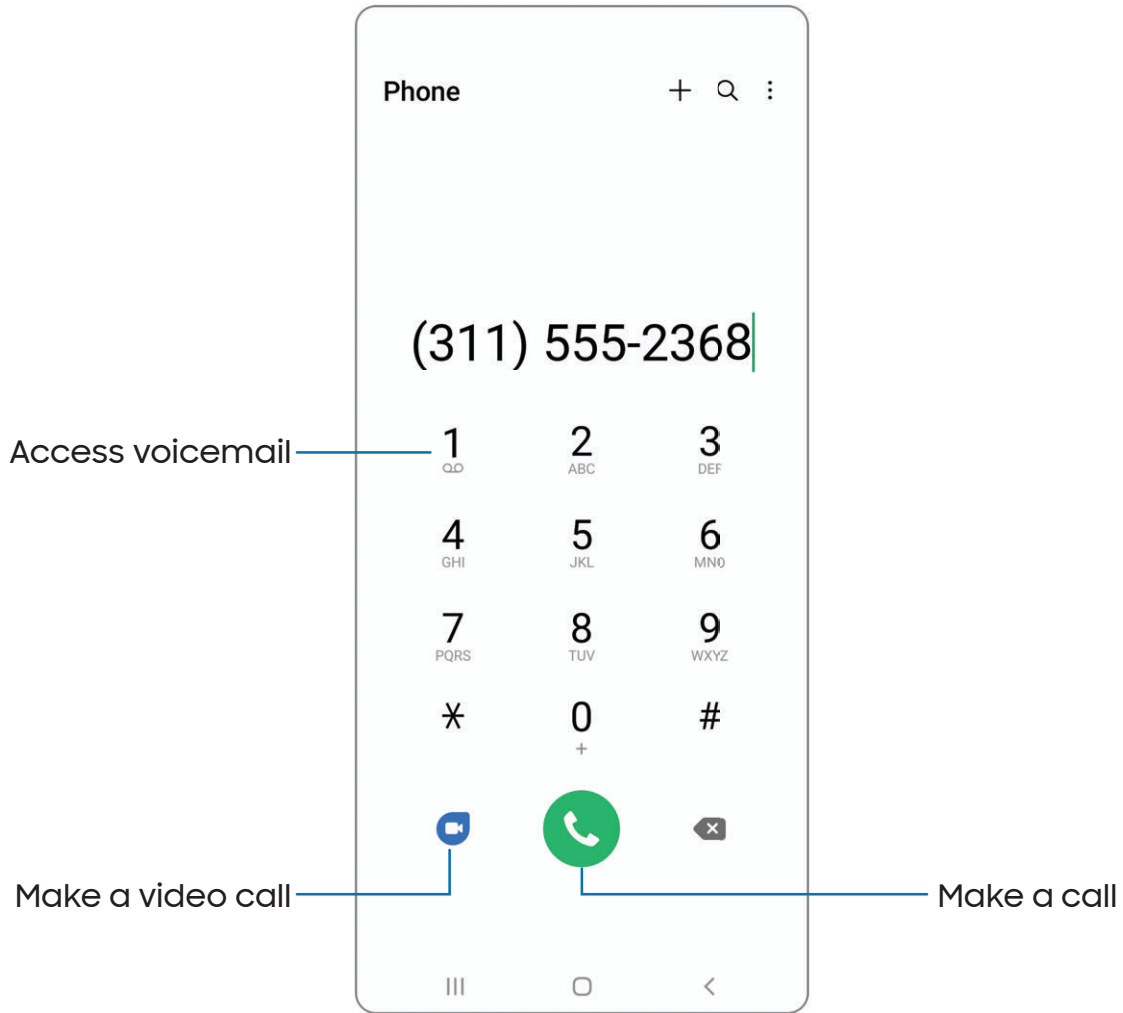 Phone
(311) 555-2368
Access voicemail
1 2 3
ABC DEF
4 5 6
GHI JKL MNO
7 8 9
PQRS TUV WXYZ
* 0 #
+
Make a video call
Make a call